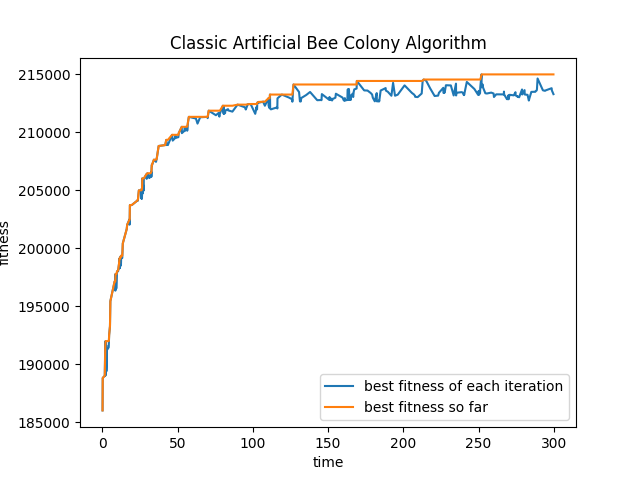 Classic Artificial Bee Colony Algorithm
215000
210000
205000
200000
195000
190000
185000
fitness
best fitness of each iteration
best fitness so far
0 50 100 150 200 250 300
time